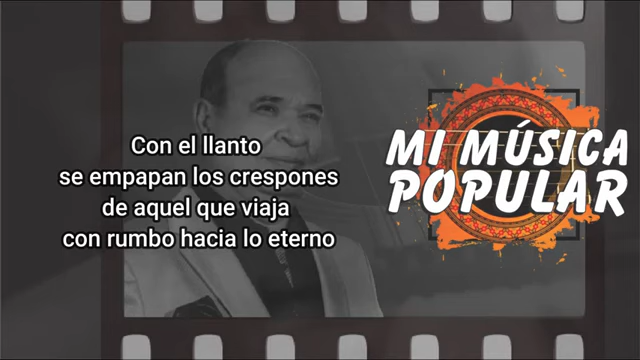 Con el llanto
se empapan los crespones
de aquel que viaja
con rumbo hacia lo eterno
MI MÚSICA
POPULAR